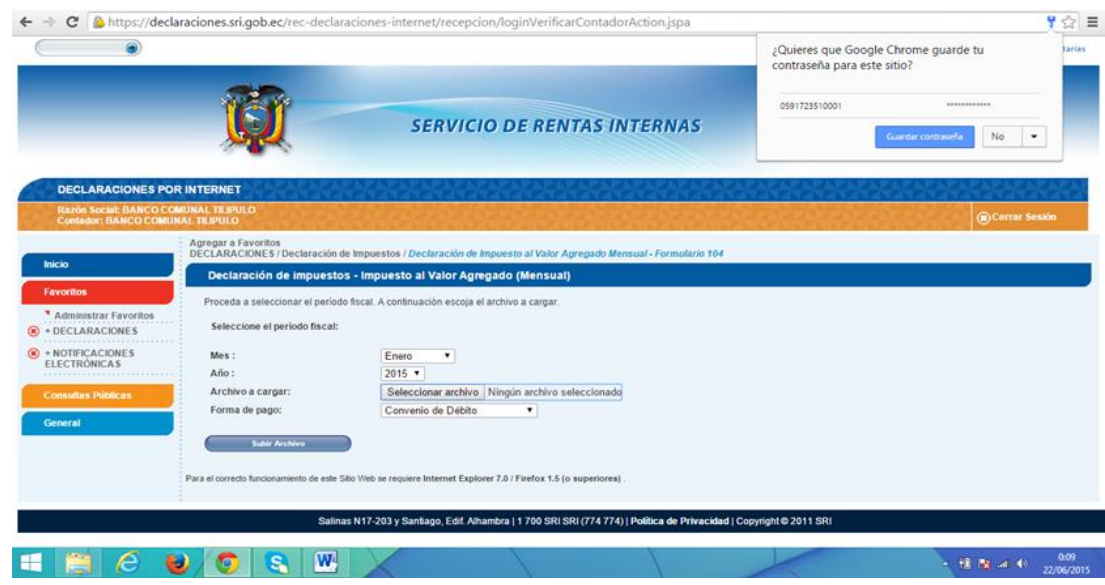 https://declaraciones.sri.gob.ec/rec-declaraciones-internet/recepcion/loginVerificarContadorAction.jspa
¿Quieres que Google Chrome guarde tu
contraseña para este sitio?
0591723510001 ************
Guardar contraseña No
SERVICIO DE RENTAS INTERNAS
DECLARACIONES POR INTERNET
Razón Social: BANCO COMUNAL TILIPULO
Contador: BANCO COMUNAL TILIPULO
Cerrar Sesión
Agregar a Favoritos
DECLARACIONES / Declaración de Impuestos / Declaración de Impuesto al Valor Agregado Mensual - Formulario 104
Inicio
Favoritos
Administrar Favoritos
+ DECLARACIONES
+ NOTIFICACIONES
ELECTRÓNICAS
Consultas Públicas
General
Declaración de impuestos - Impuesto al Valor Agregado (Mensual)
Proceda a seleccionar el período fiscal. A continuación escoja el archivo a cargar.
Seleccione el período fiscal:
Mes : Enero
Año : 2015
Archivo a cargar: Seleccionar archivo Ningún archivo seleccionado
Forma de pago: Convenio de Débito
Subir Archivo
Para el correcto funcionamiento de este Sitio Web se requiere Internet Explorer 7.0 / Firefox 1.5 (o superiores) .
Salinas N17-203 y Santiago, Edif. Alhambra | 1 700 SRI SRI (774 774) | Política de Privacidad | Copyright © 2011 SRI
0:09
22/06/2015